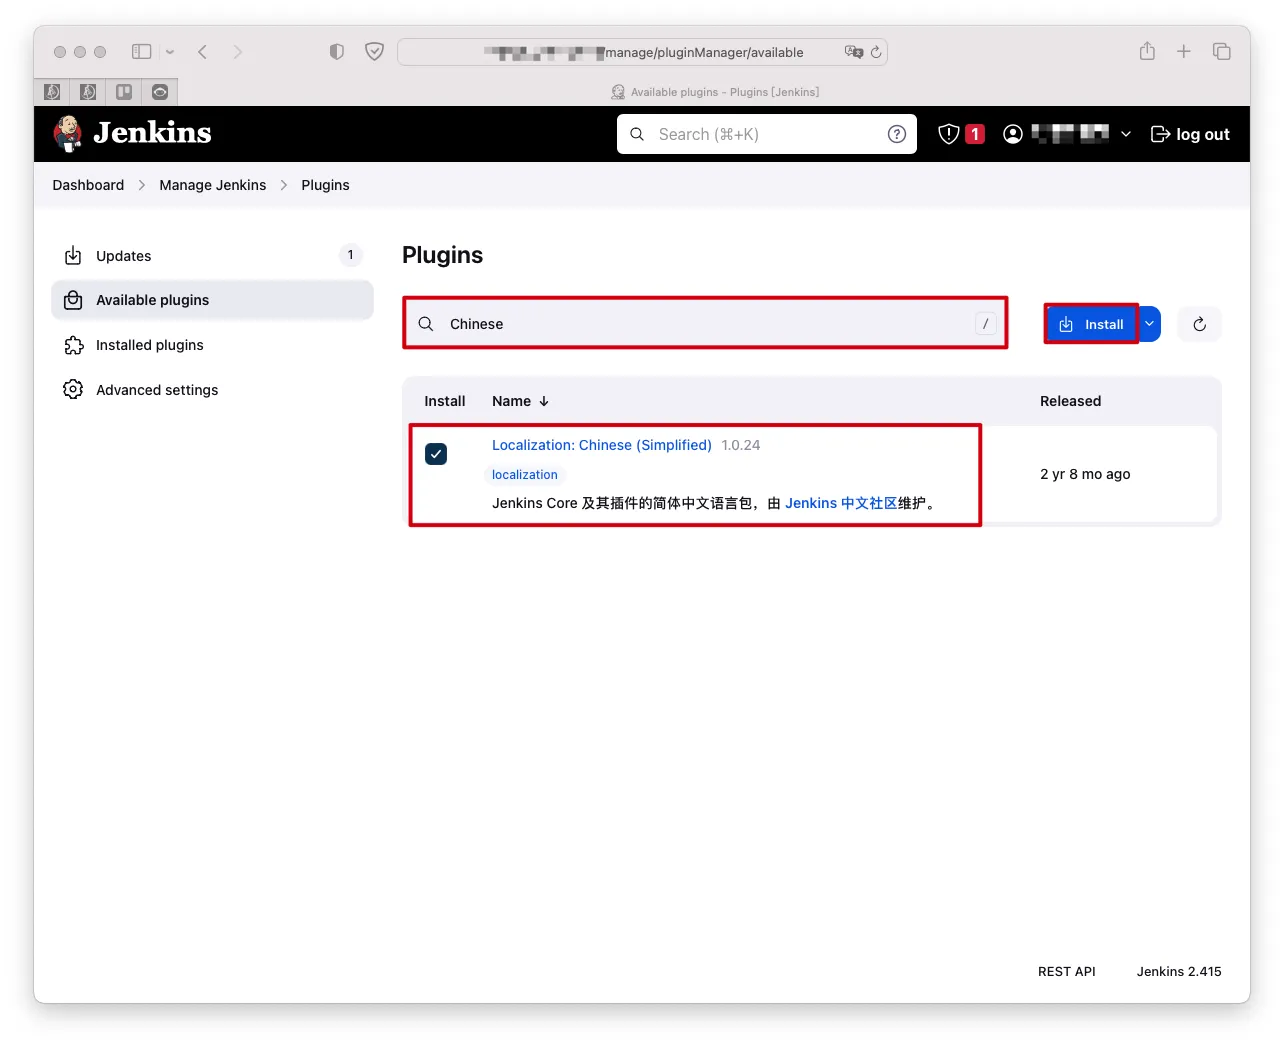 manage/pluginManager/available
Available plugins - Plugins [Jenkins]
Jenkins
Search (⌘+K)
1
log out
Dashboard
Manage Jenkins
Plugins
Updates
1
Available plugins
Installed plugins
Advanced settings
Plugins
Chinese
/
Install
Install
Name ↓
Released
Localization: Chinese (Simplified) 1.0.24
localization
Jenkins Core 及其插件的简体中文语言包，由 Jenkins 中文社区维护。
2 yr 8 mo ago
REST API
Jenkins 2.415